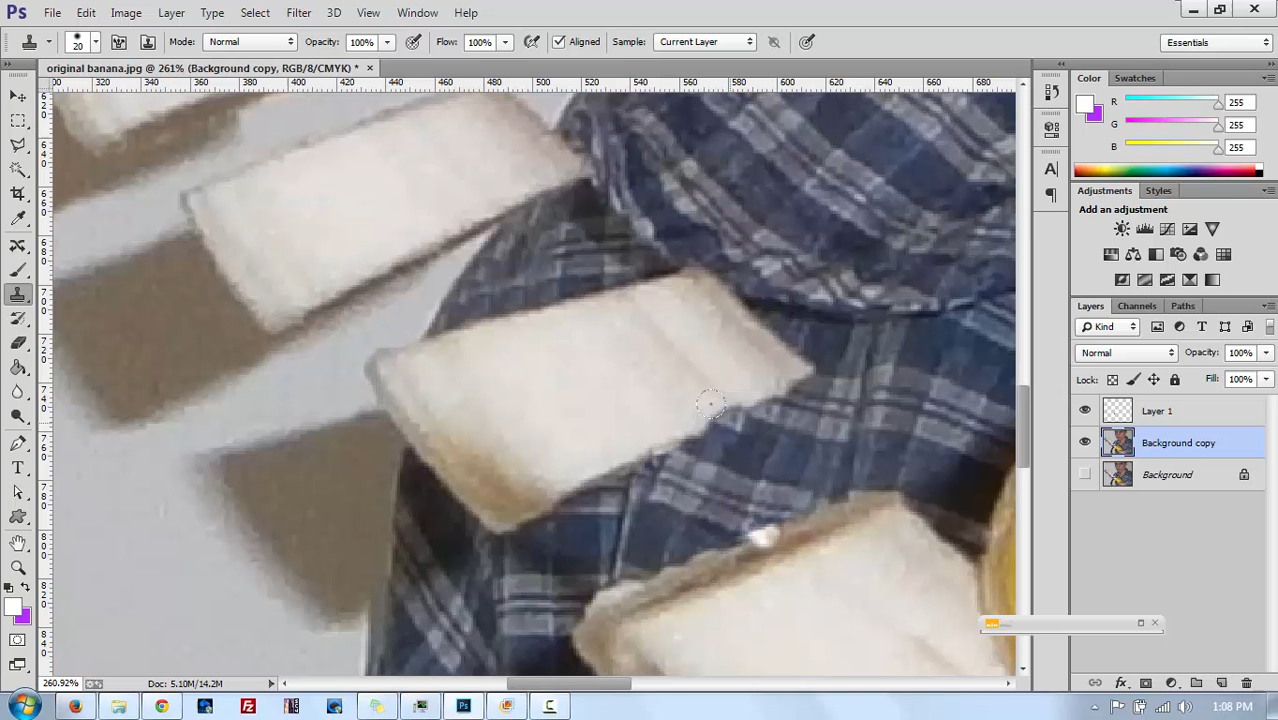 Ps File Edit Image Layer Type Select Filter 3D View Window Help
20 Mode: Normal Opacity: 100% Flow: 100% Aligned Sample: Current Layer Essentials
original banana.jpg @ 261% (Background copy, RGB/8/CMYK) * ×
340 360 380 400 420 440 460 480 500 520 540 560 580 600 620 640 660 680
Color Swatches
R 255
G 255
B 255
Adjustments Styles
Add an adjustment
Layers Channels Paths
Kind
Normal Opacity: 100%
Lock: Fill: 100%
Layer 1
Background copy
Background
260.92% Doc: 5.10M/14.2M
1:08 PM